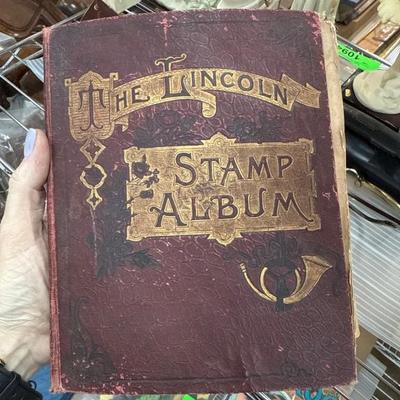 THE LINCOLN
STAMP
ALBUM